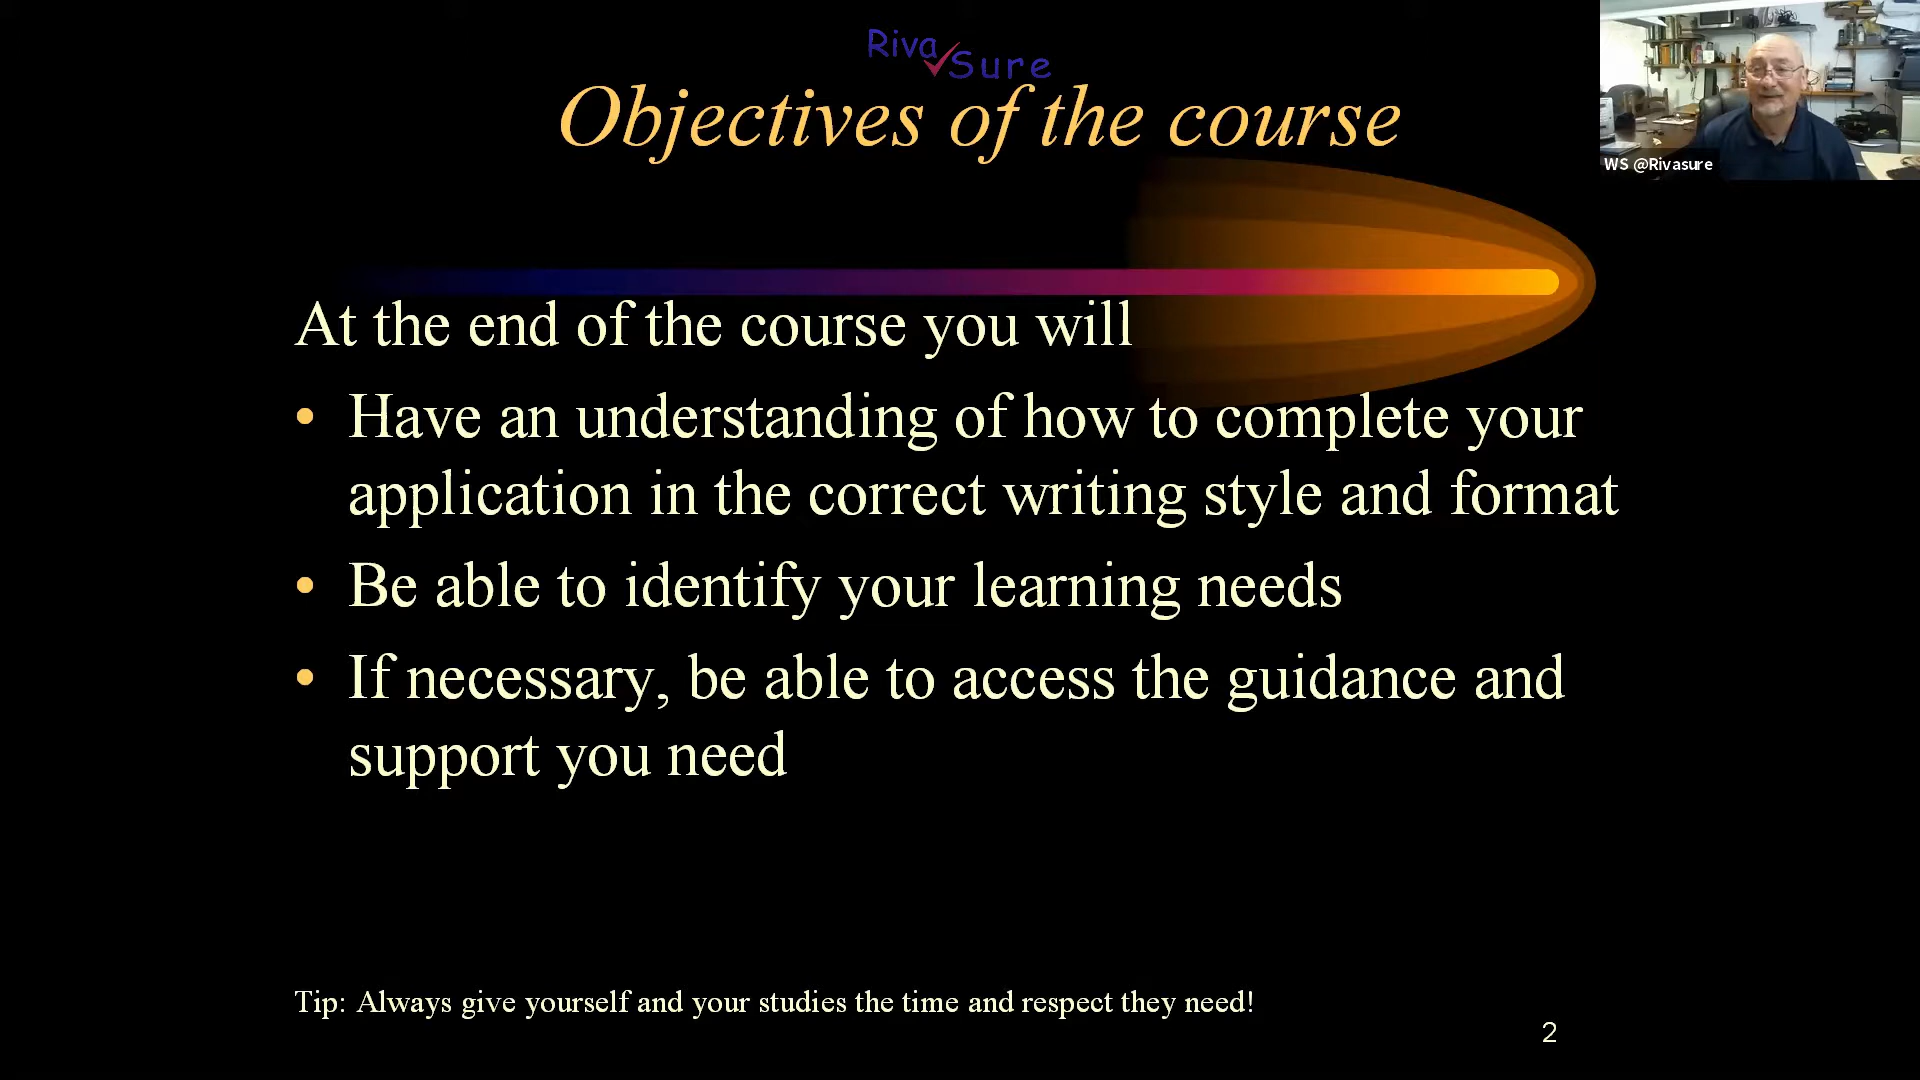 Riva Sure
Objectives of the course
WS @Rivasure
At the end of the course you will
• Have an understanding of how to complete your
application in the correct writing style and format
• Be able to identify your learning needs
• If necessary, be able to access the guidance and
support you need
Tip: Always give yourself and your studies the time and respect they need!
2